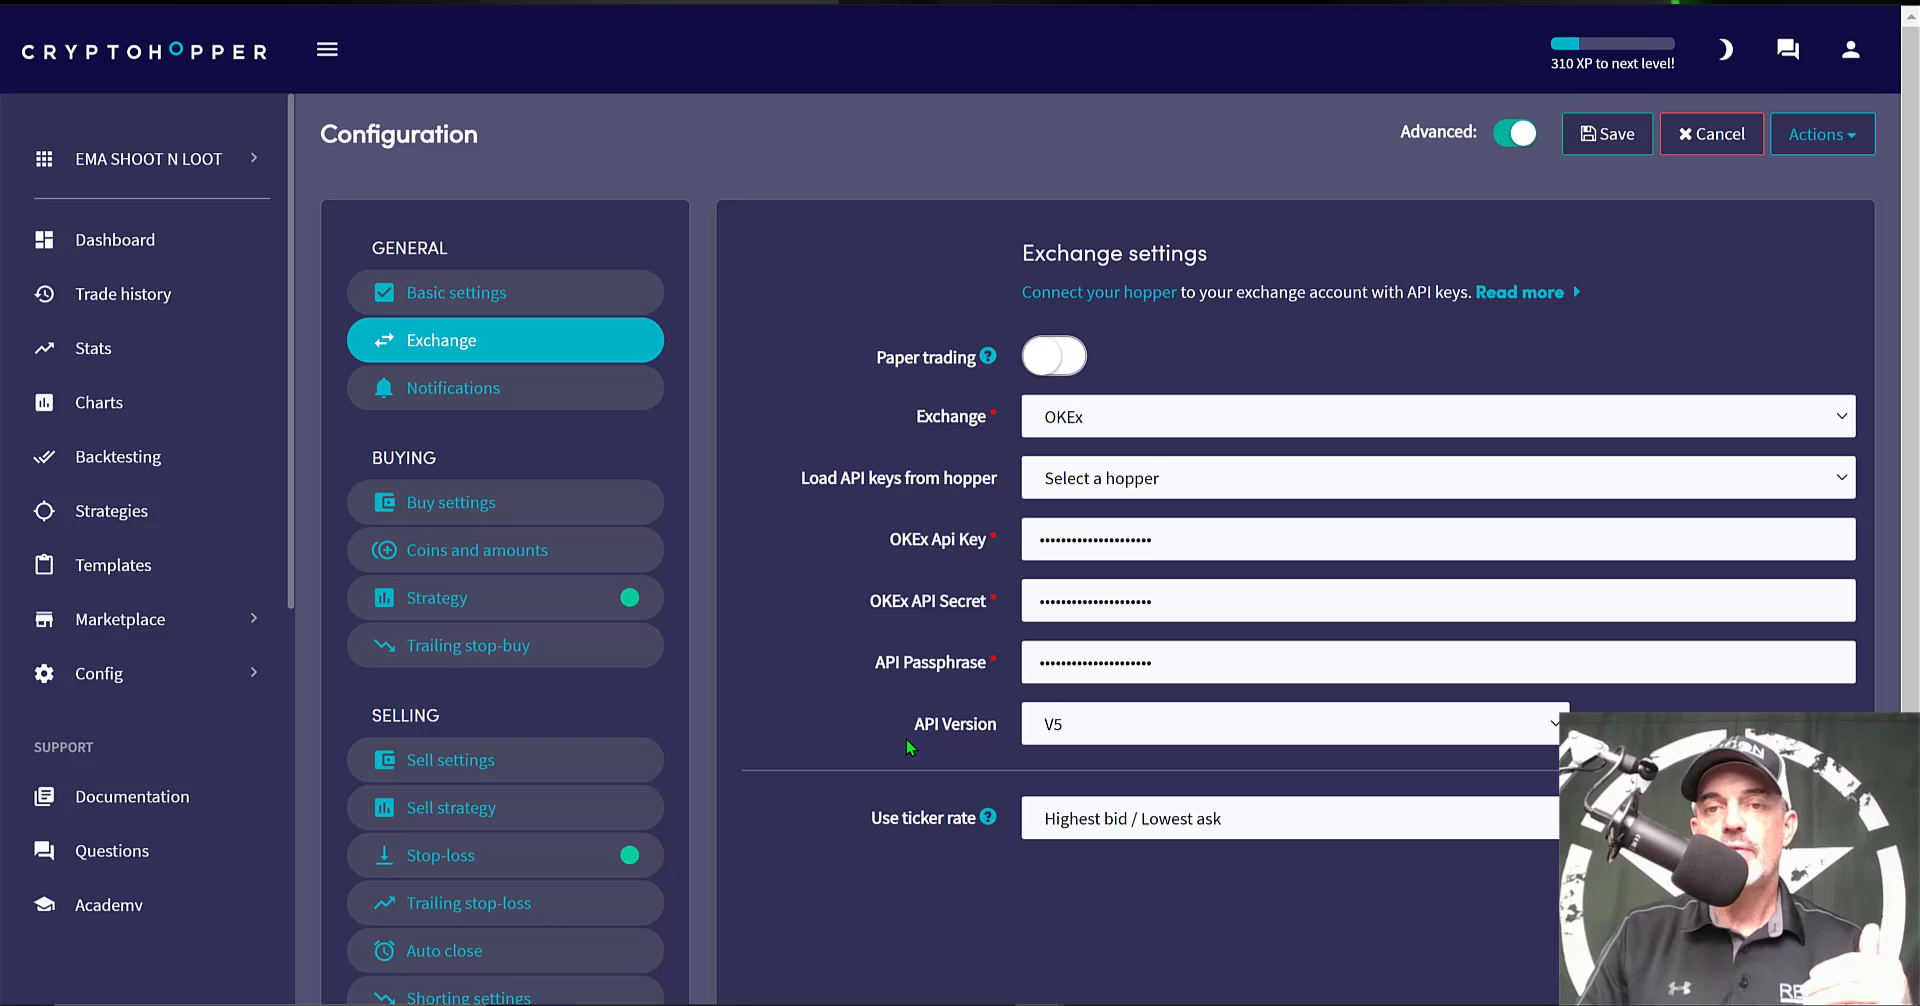 CRYPTOHOPPER
310 XP to next level!
EMA SHOOT N LOOT
Dashboard
Trade history
Stats
Charts
Backtesting
Strategies
Templates
Marketplace
Config
SUPPORT
Documentation
Questions
Academy
Configuration
Advanced:
Save
Cancel
Actions
GENERAL
Basic settings
Exchange
Notifications
BUYING
Buy settings
Coins and amounts
Strategy
Trailing stop-buy
SELLING
Sell settings
Sell strategy
Stop-loss
Trailing stop-loss
Auto close
Shorting settings
Exchange settings
Connect your hopper to your exchange account with API keys. Read more
Paper trading ?
Exchange * OKEx
Load API keys from hopper Select a hopper
OKEx Api Key * •••••••••••••••••••••
OKEx API Secret * •••••••••••••••••••••
API Passphrase * •••••••••••••••••••••
API Version V5
Use ticker rate ? Highest bid / Lowest ask